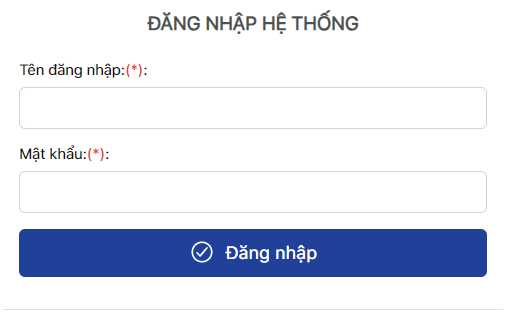 ĐĂNG NHẬP HỆ THỐNG
Tên đăng nhập:(*):
Mật khẩu:(*):
Đăng nhập